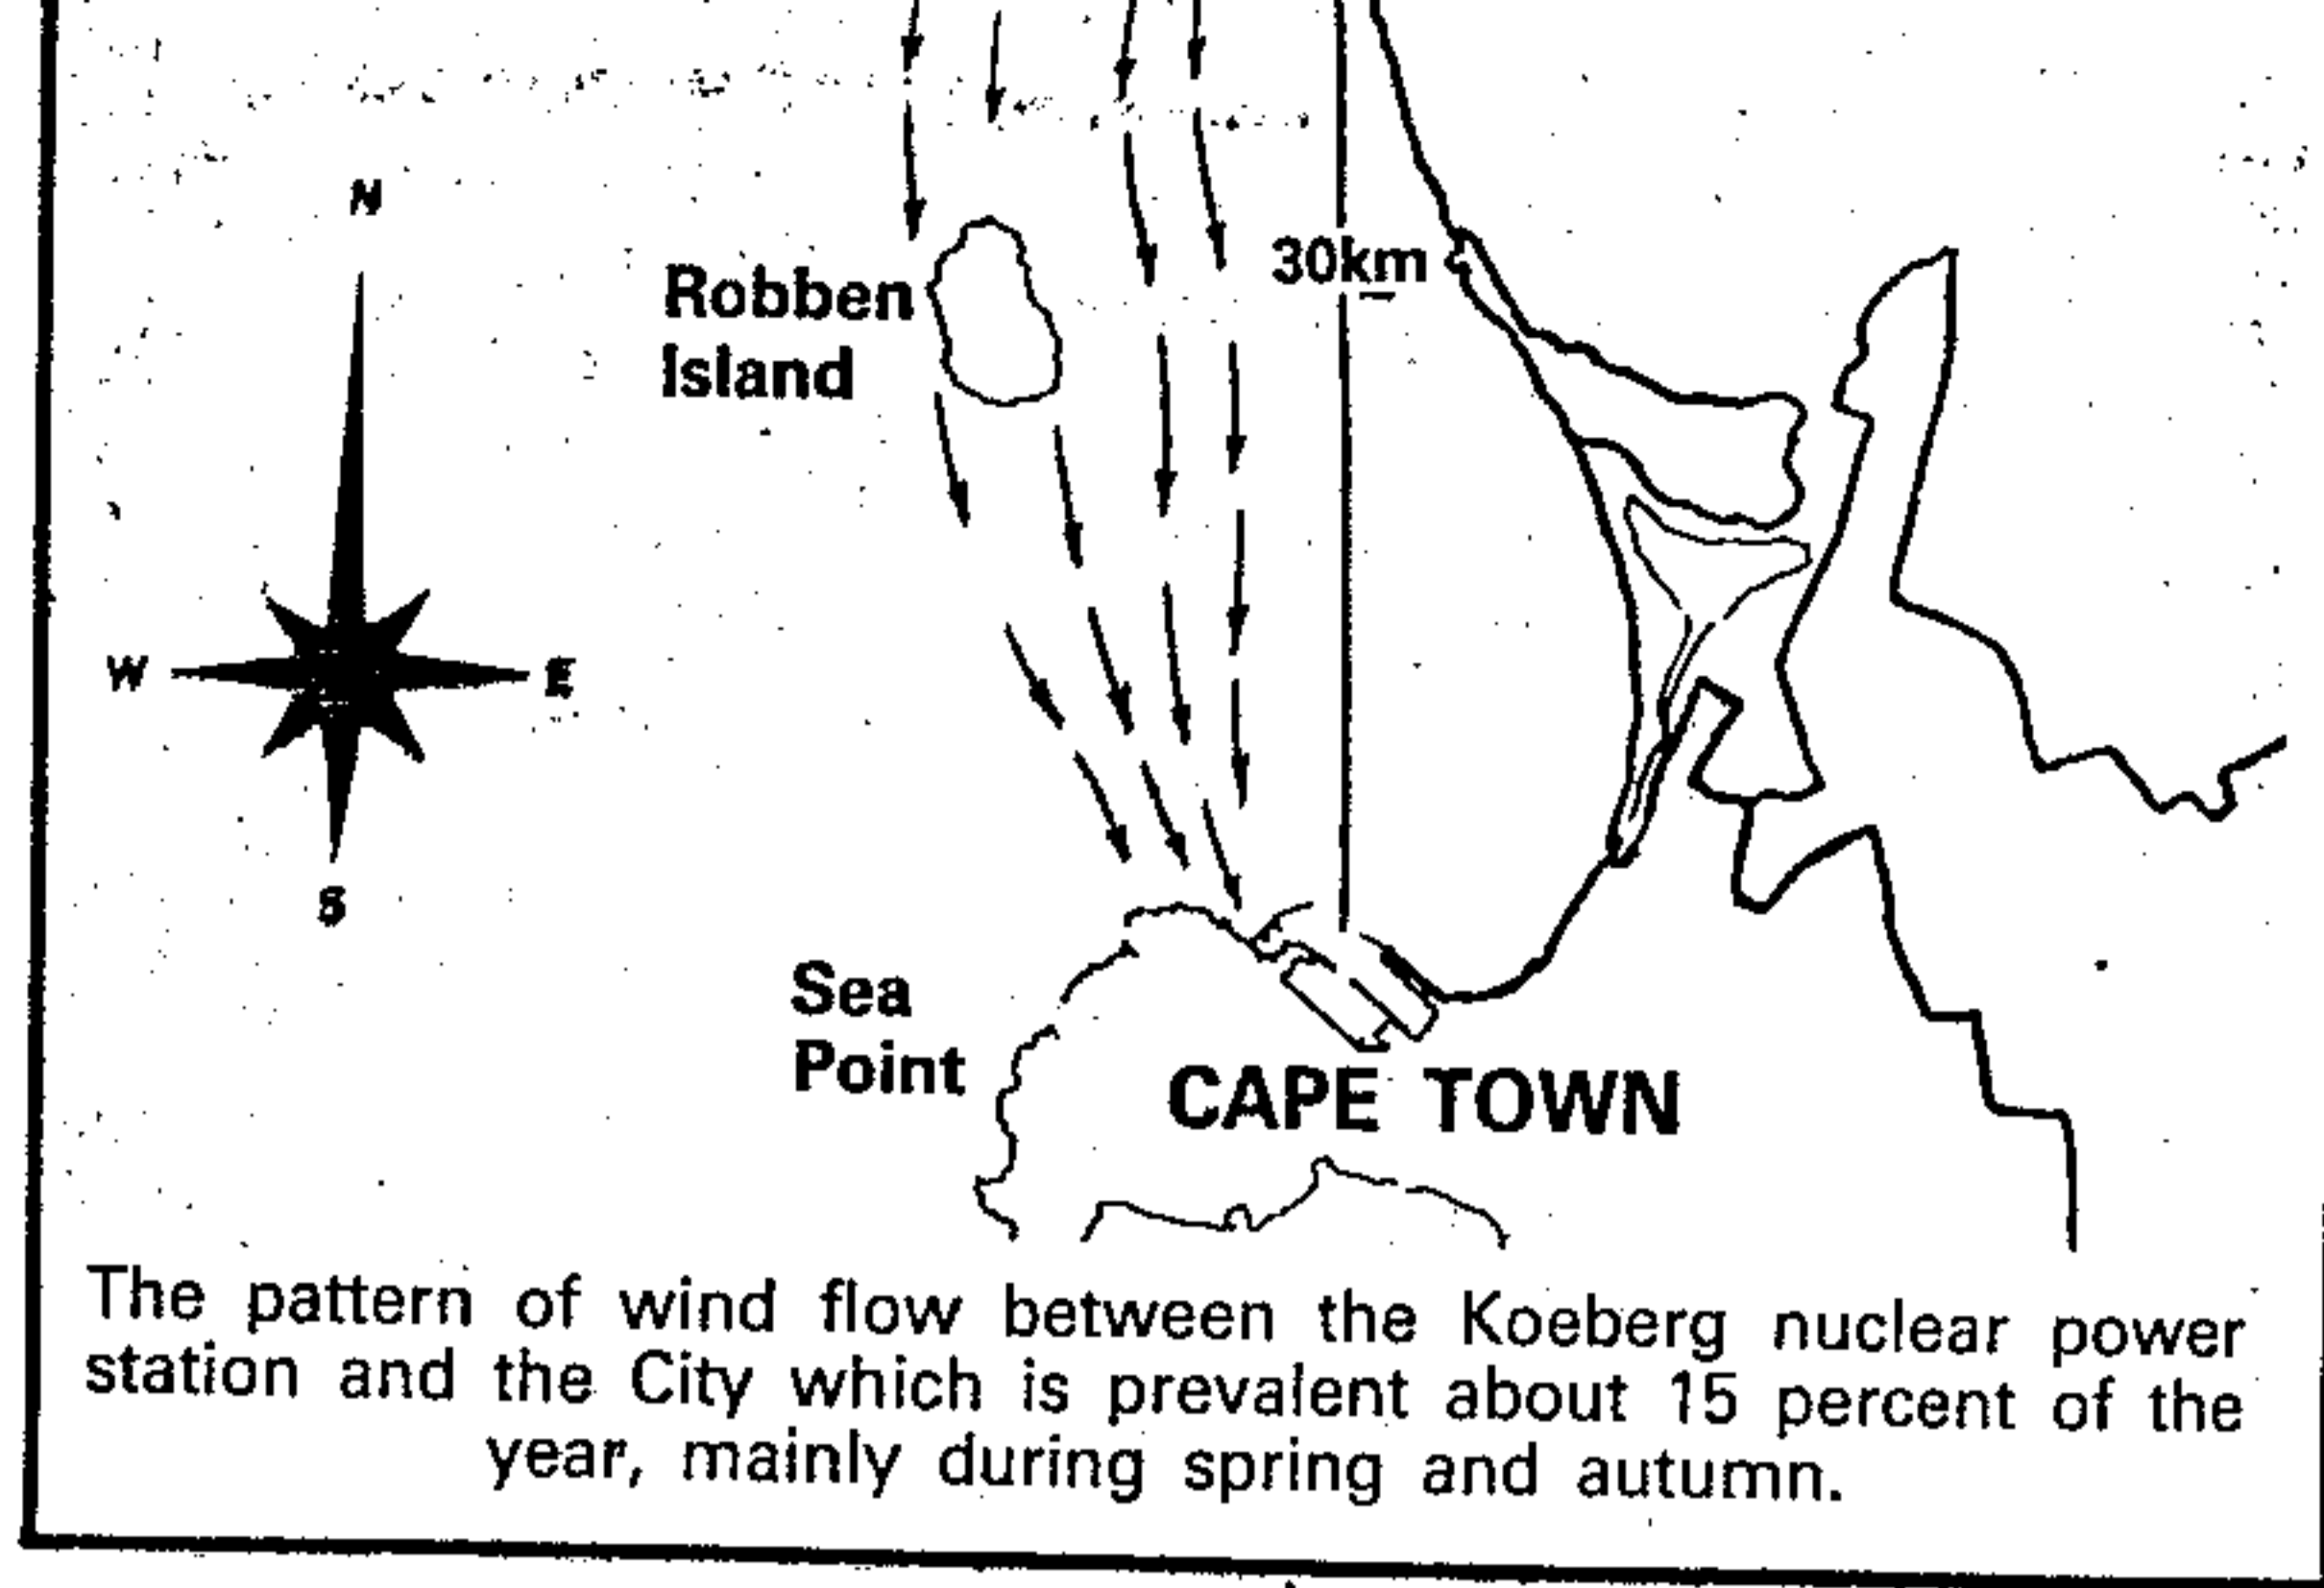 N
Robben
Island
30km
W
E
S
Sea
Point
CAPE TOWN
The pattern of wind flow between the Koeberg nuclear power
station and the City which is prevalent about 15 percent of the
year, mainly during spring and autumn.